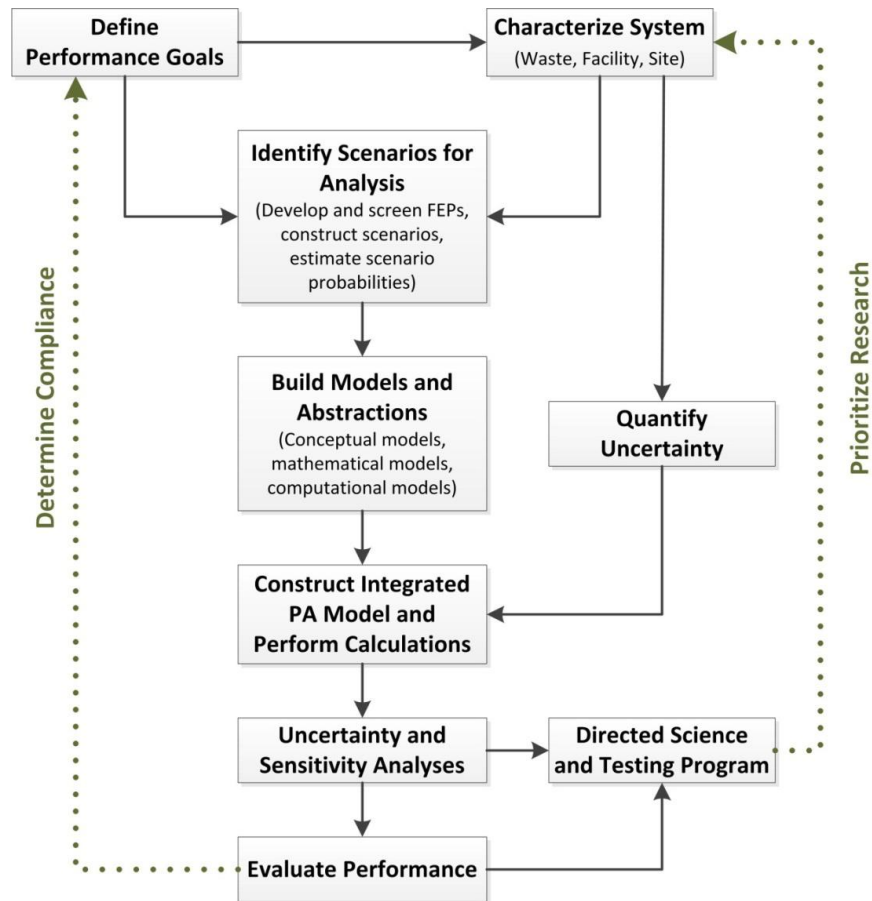 Define
Performance Goals
Characterize System
(Waste, Facility, Site)
Identify Scenarios for
Analysis
(Develop and screen FEPs,
construct scenarios,
estimate scenario
probabilities)
Build Models and
Abstractions
(Conceptual models,
mathematical models,
computational models)
Quantify
Uncertainty
Construct Integrated
PA Model and
Perform Calculations
Uncertainty and
Sensitivity Analyses
Directed Science
and Testing Program
Evaluate Performance
Determine Compliance
Prioritize Research